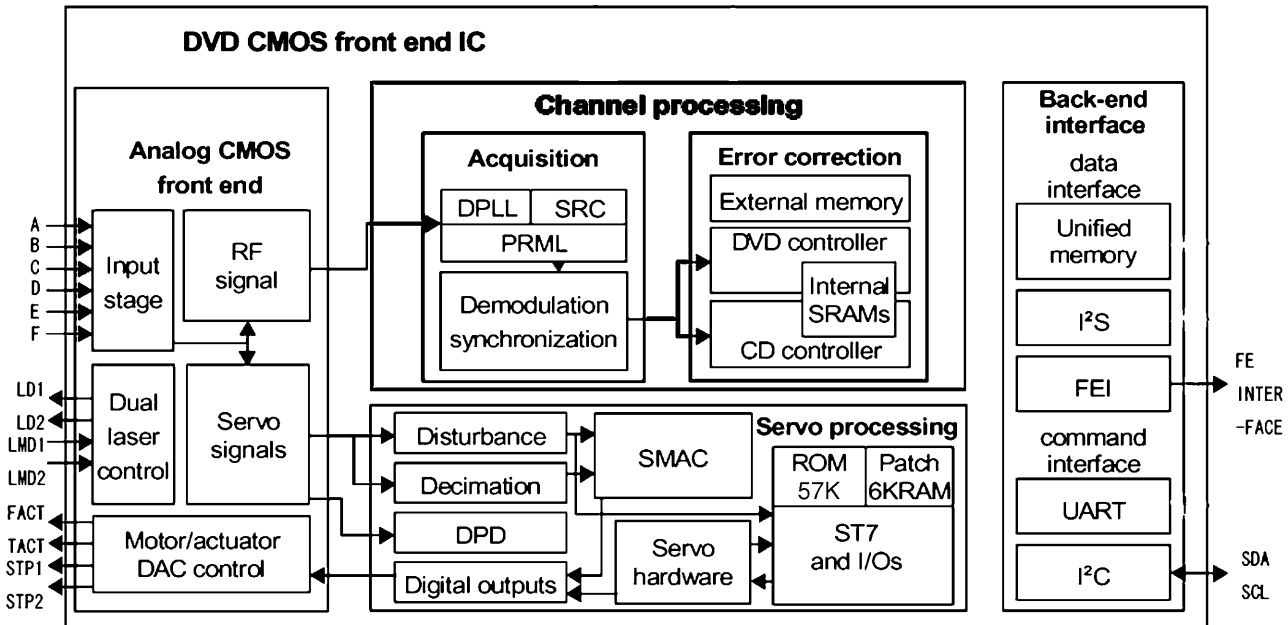 DVD CMOS front end IC
Analog CMOS
front end
A
B
C
D
E
F
Input
stage
RF
signal
LD1
LD2
LMD1
LMD2
Dual
laser
control
Servo
signals
FACT
TACT
STP1
STP2
Motor/actuator
DAC control
Channel processing
Acquisition
DPLL
SRC
PRML
Demodulation
synchronization
Error correction
External memory
DVD controller
Internal
SRAMs
CD controller
Servo processing
Disturbance
Decimation
DPD
Digital outputs
SMAC
Servo
hardware
ROM
57K
Patch
6KRAM
ST7
and I/Os
Back-end
interface
data
interface
Unified
memory
I²S
FEI
command
interface
UART
I²C
FE
INTER
-FACE
SDA
SCL